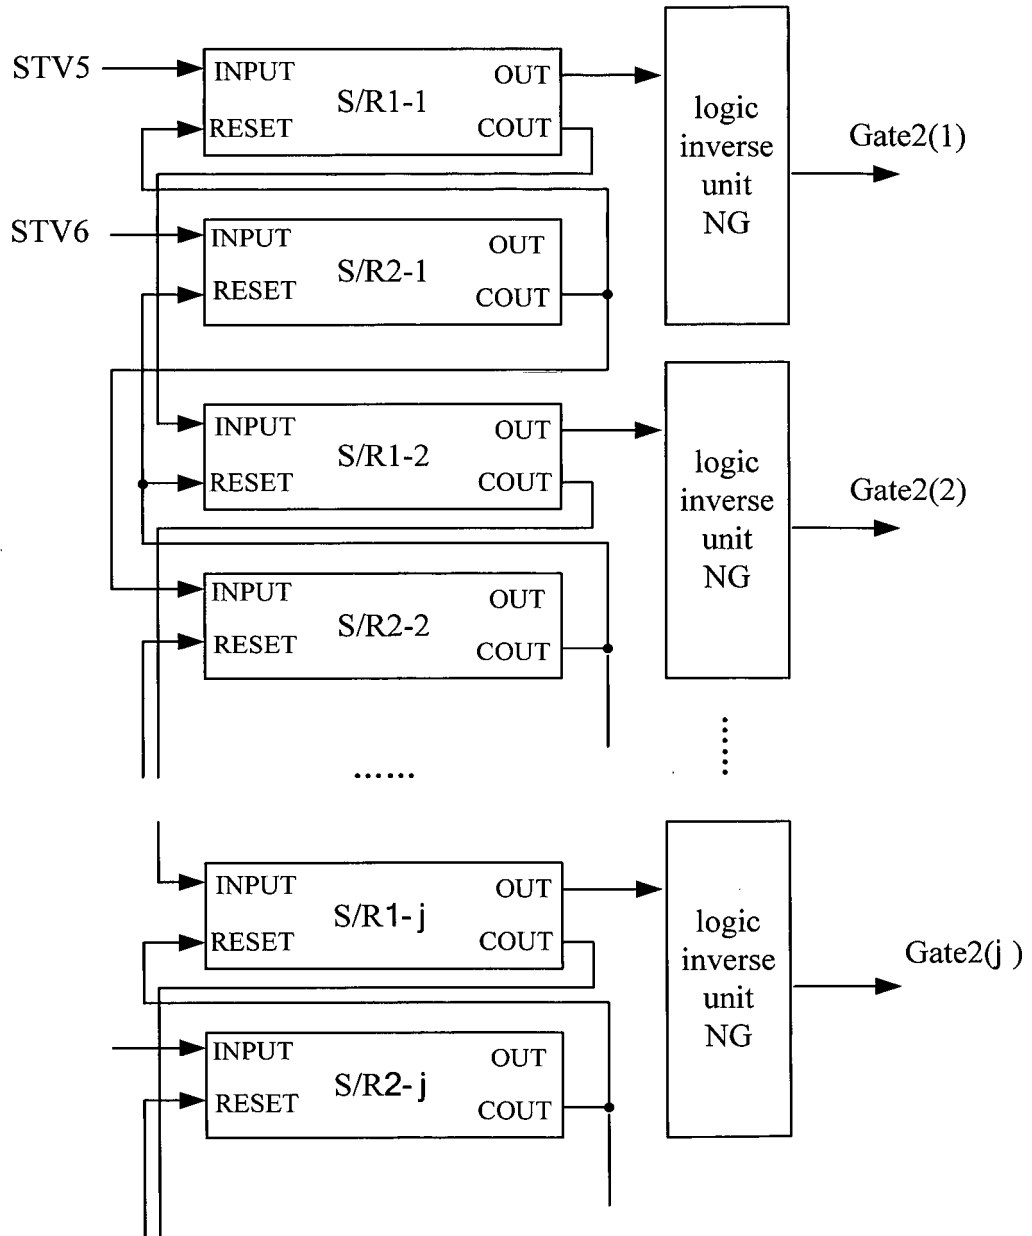 STV5
INPUT
OUT
S/R1-1
RESET
COUT
logic
inverse
unit
NG
Gate2(1)
STV6
INPUT
OUT
S/R2-1
RESET
COUT
INPUT
OUT
S/R1-2
RESET
COUT
logic
inverse
unit
NG
Gate2(2)
INPUT
OUT
S/R2-2
RESET
COUT
......
......
INPUT
OUT
S/R1-j
RESET
COUT
logic
inverse
unit
NG
Gate2(j )
INPUT
OUT
S/R2-j
RESET
COUT